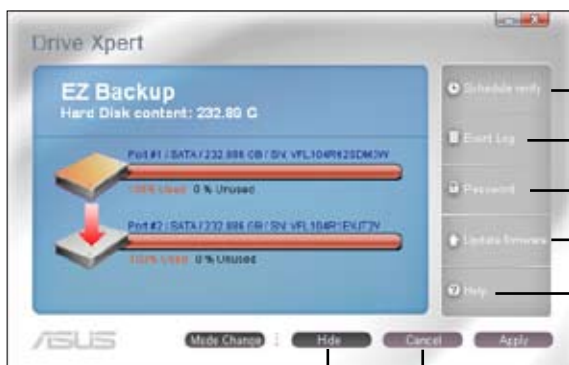 Drive Xpert
EZ Backup
Hard Disk content: 232.80 G
Port #1 / SATA / 232.886 GB / SN:
100% Used 0 % Unused
Port #2 / SATA / 232.886 GB / SN:
100% Used 0 % Unused
Schedule verify
Event Log
Password
Update firmware
Help
ASUS
Mode Change
Hide
Cancel
Apply